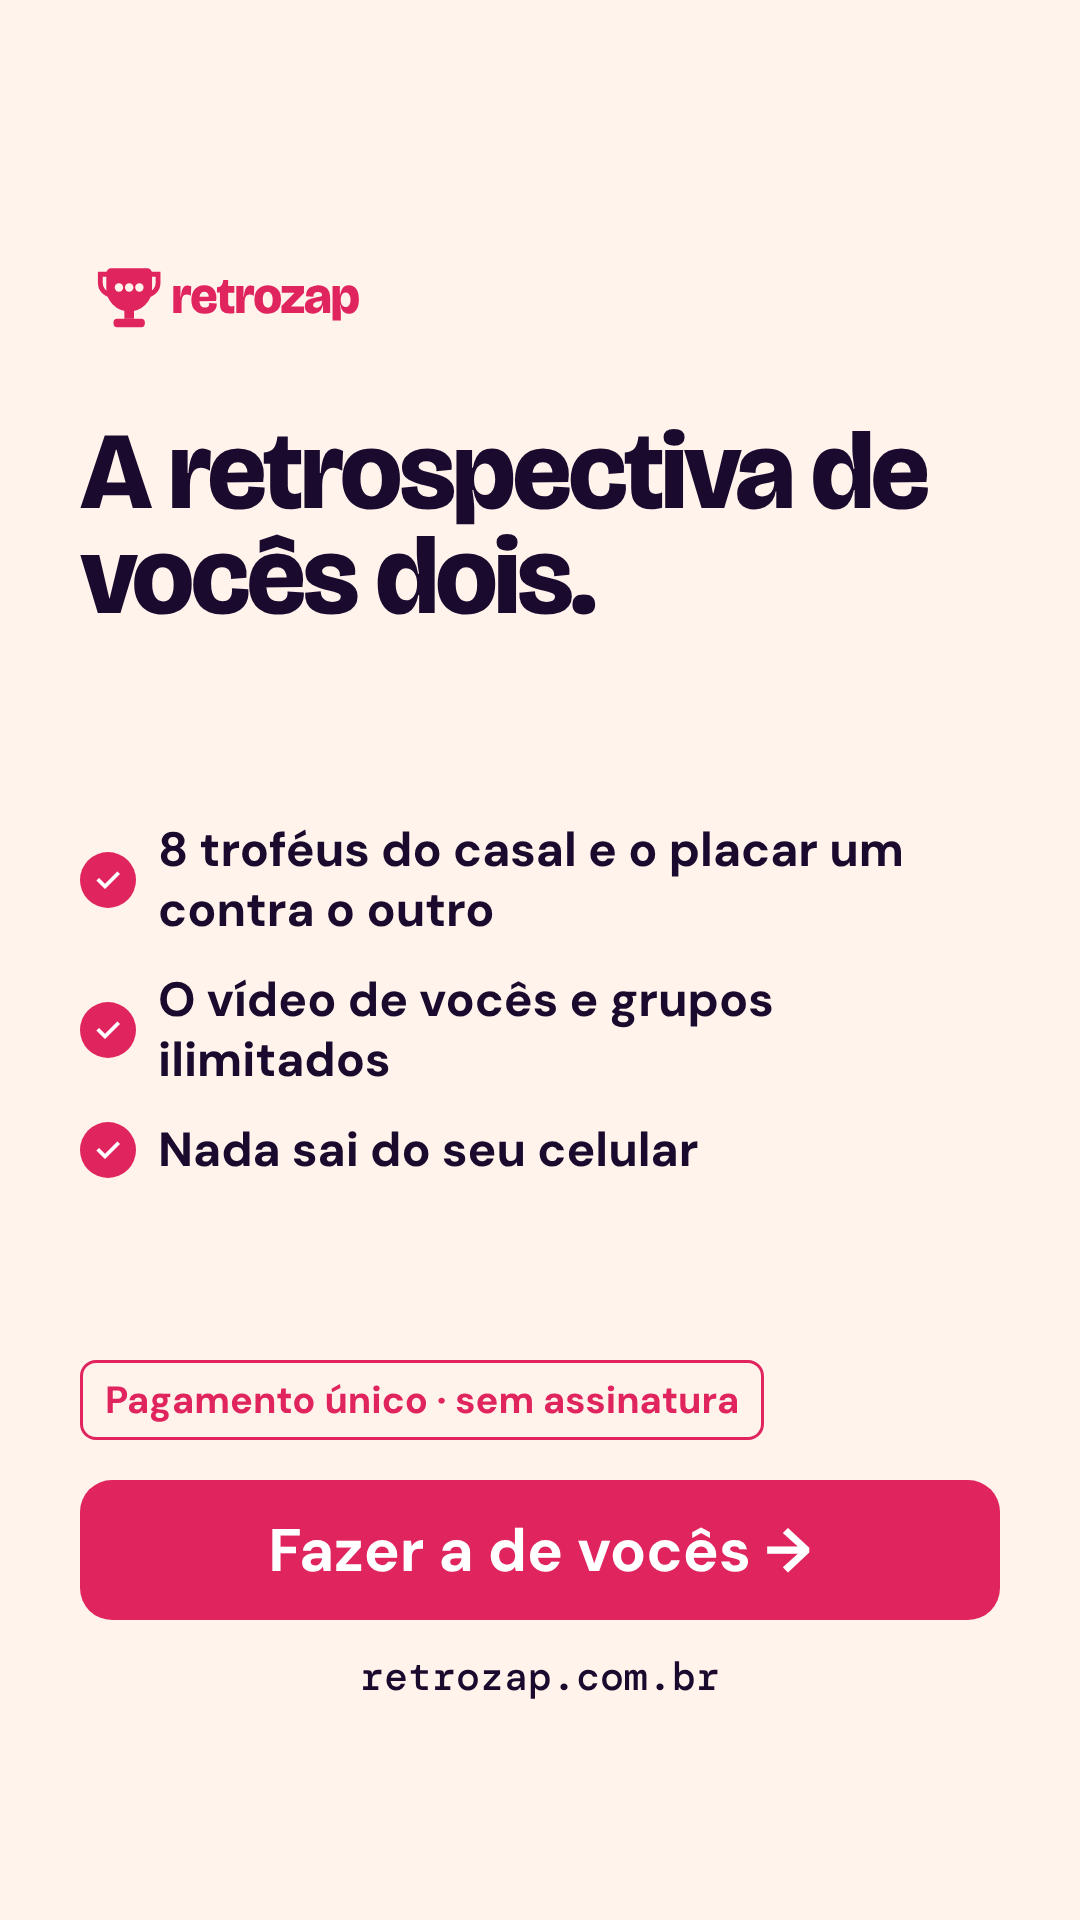 retrozap
A retrospectiva de
vocês dois.
8 troféus do casal e o placar um
contra o outro
O vídeo de vocês e grupos
ilimitados
Nada sai do seu celular
Pagamento único · sem assinatura
Fazer a de vocês →
retrozap.com.br